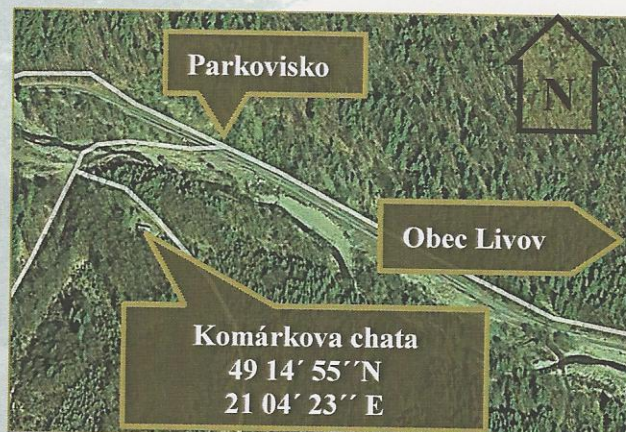 Parkovisko
N
Obec Livov
Komárkova chata
49 14´ 55´´N
21 04´ 23´´ E